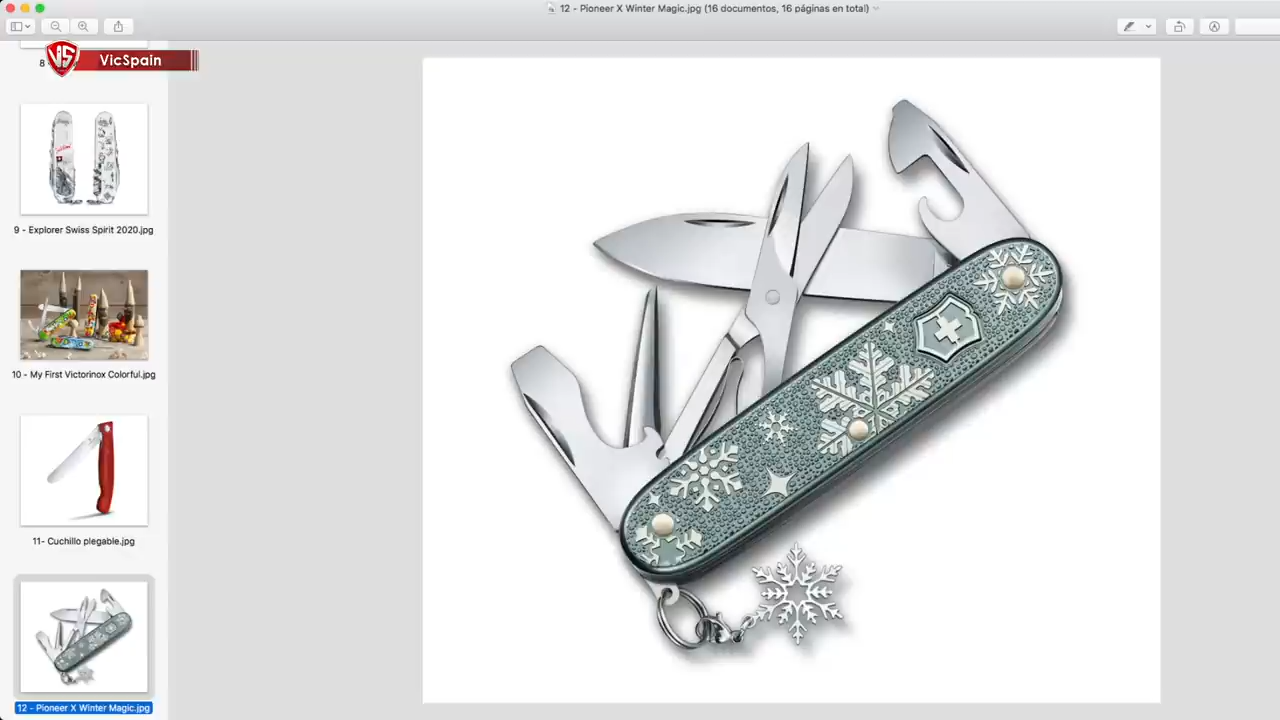 12 - Pioneer X Winter Magic.jpg (16 documentos, 16 páginas en total)
VS
VicSpain
8
9 - Explorer Swiss Spirit 2020.jpg
10 - My First Victorinox Colorful.jpg
11- Cuchillo plegable.jpg
12 - Pioneer X Winter Magic.jpg